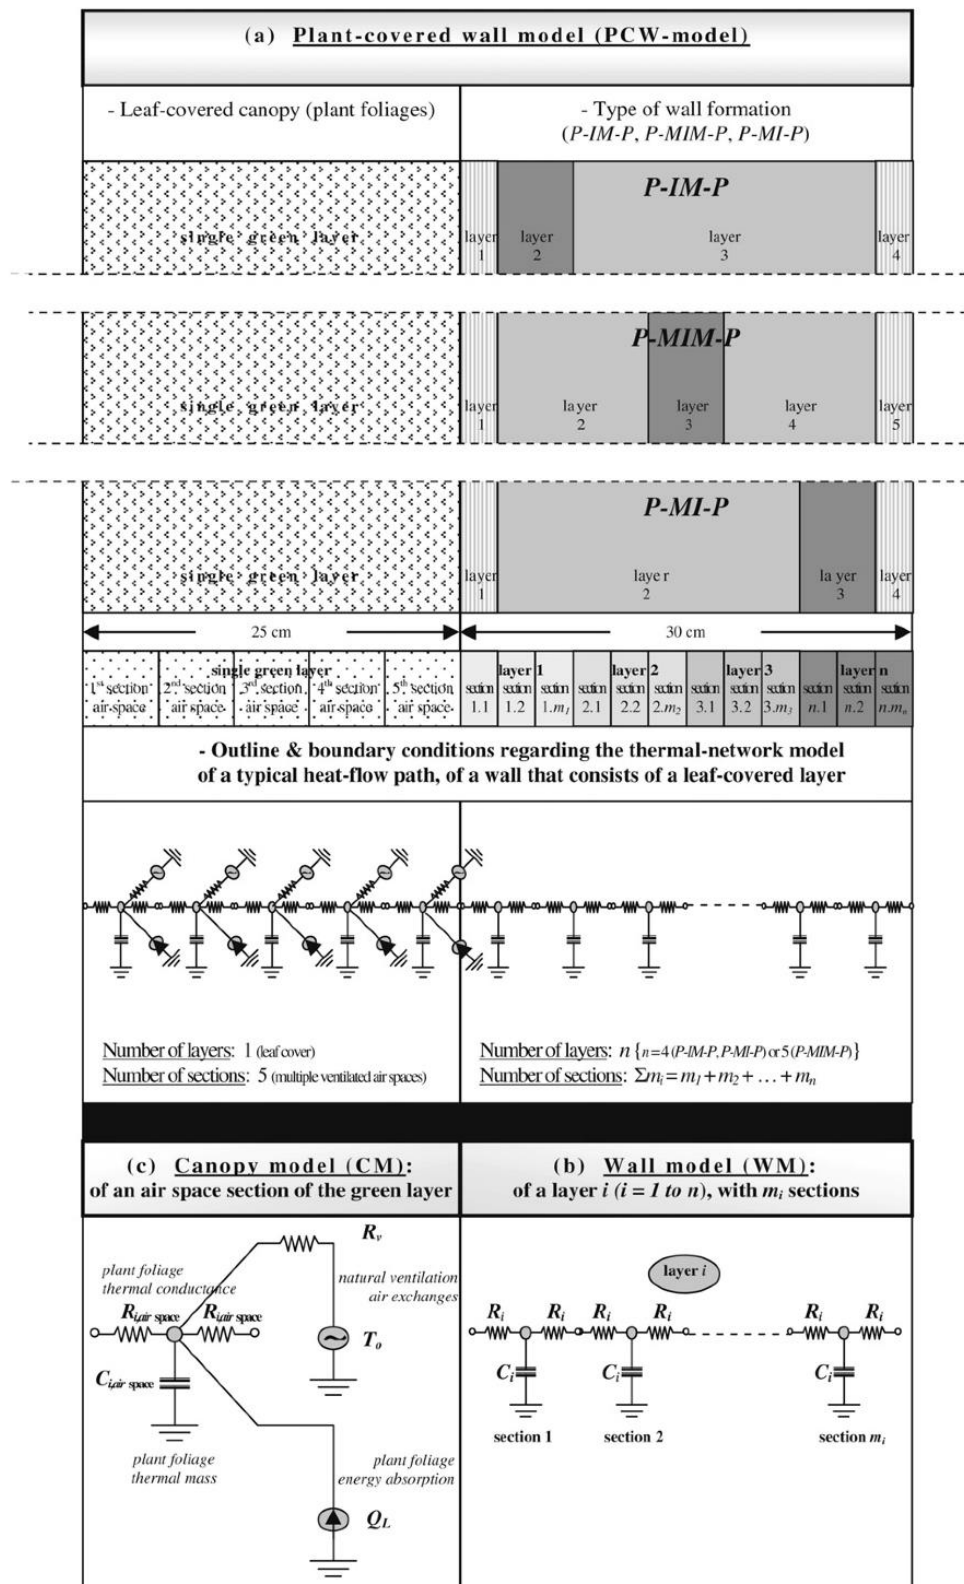 (a) Plant-covered wall model (PCW-model)
- Leaf-covered canopy (plant foliages)
- Type of wall formation
(P-IM-P, P-MIM-P, P-MI-P)
P-IM-P
single green layer
layer 1
layer 2
layer 3
layer 4
P-MIM-P
single green layer
layer 1
layer 2
layer 3
layer 4
layer 5
P-MI-P
single green layer
layer 1
layer 2
layer 3
layer 4
25 cm
30 cm
single green layer
1st section air space
2nd section air space
3rd section air space
4th section air space
5th section air space
layer 1
layer 2
layer 3
layer n
section 1.1
section 1.2
section 1.m1
section 2.1
section 2.2
section 2.m2
section 3.1
section 3.2
section 3.m3
section n.1
section n.2
section n.mn
- Outline & boundary conditions regarding the thermal-network model
of a typical heat-flow path, of a wall that consists of a leaf-covered layer
Number of layers: 1 (leaf cover)
Number of sections: 5 (multiple ventilated air spaces)
Number of layers: n {n=4 (P-IM-P, P-MI-P) or 5 (P-MIM-P)}
Number of sections: Σmi = m1 + m2 + … + mn
(c) Canopy model (CM):
of an air space section of the green layer
(b) Wall model (WM):
of a layer i (i = 1 to n), with mi sections
Rv
plant foliage
thermal conductance
natural ventilation
air exchanges
Ri,air space
Ri,air space
To
Ci,air space
plant foliage
thermal mass
plant foliage
energy absorption
QL
layer i
Ri
Ri
Ri
Ri
Ri
Ri
Ci
Ci
Ci
section 1
section 2
section mi